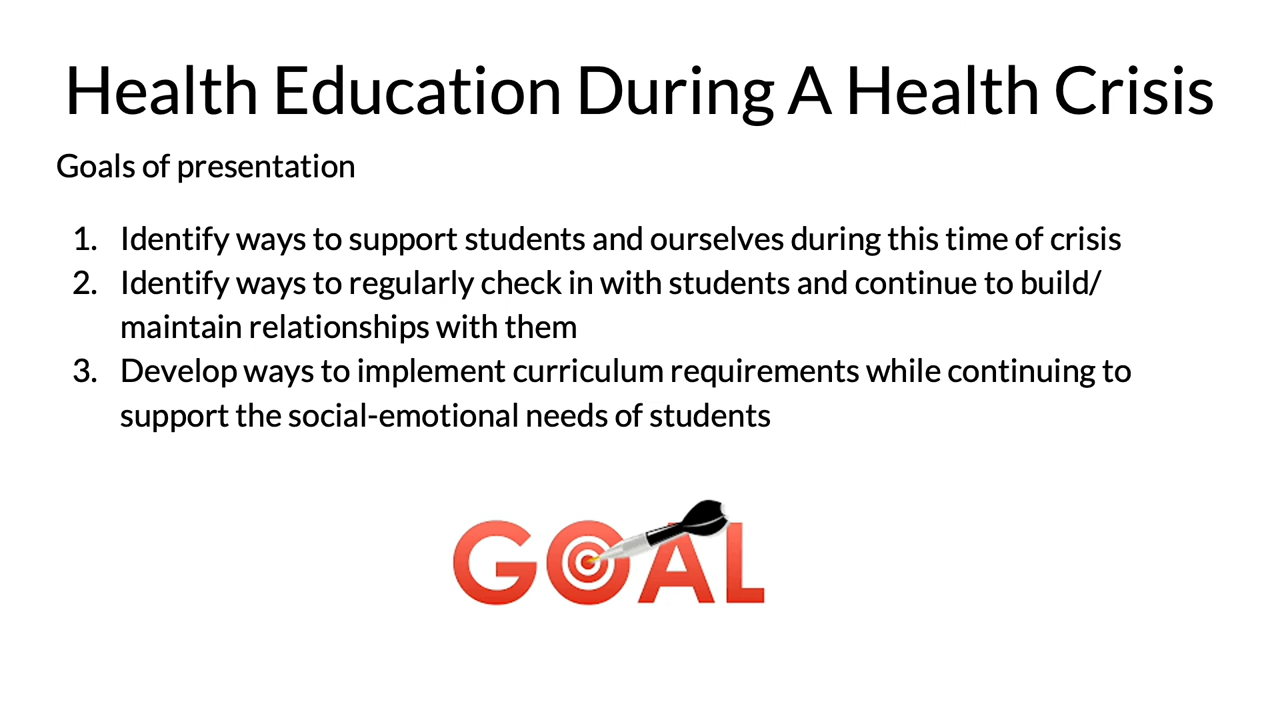 Health Education During A Health Crisis
Goals of presentation
1. Identify ways to support students and ourselves during this time of crisis
2. Identify ways to regularly check in with students and continue to build/
maintain relationships with them
3. Develop ways to implement curriculum requirements while continuing to
support the social-emotional needs of students
GOAL